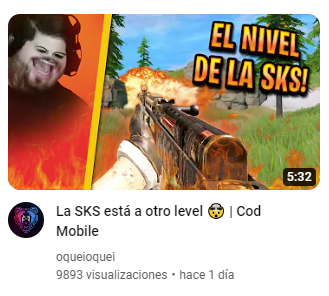 EL NIVEL
DE LA SKS!
5:32
La SKS está a otro level 🤯 | Cod
Mobile
oqueioquei
9893 visualizaciones • hace 1 día